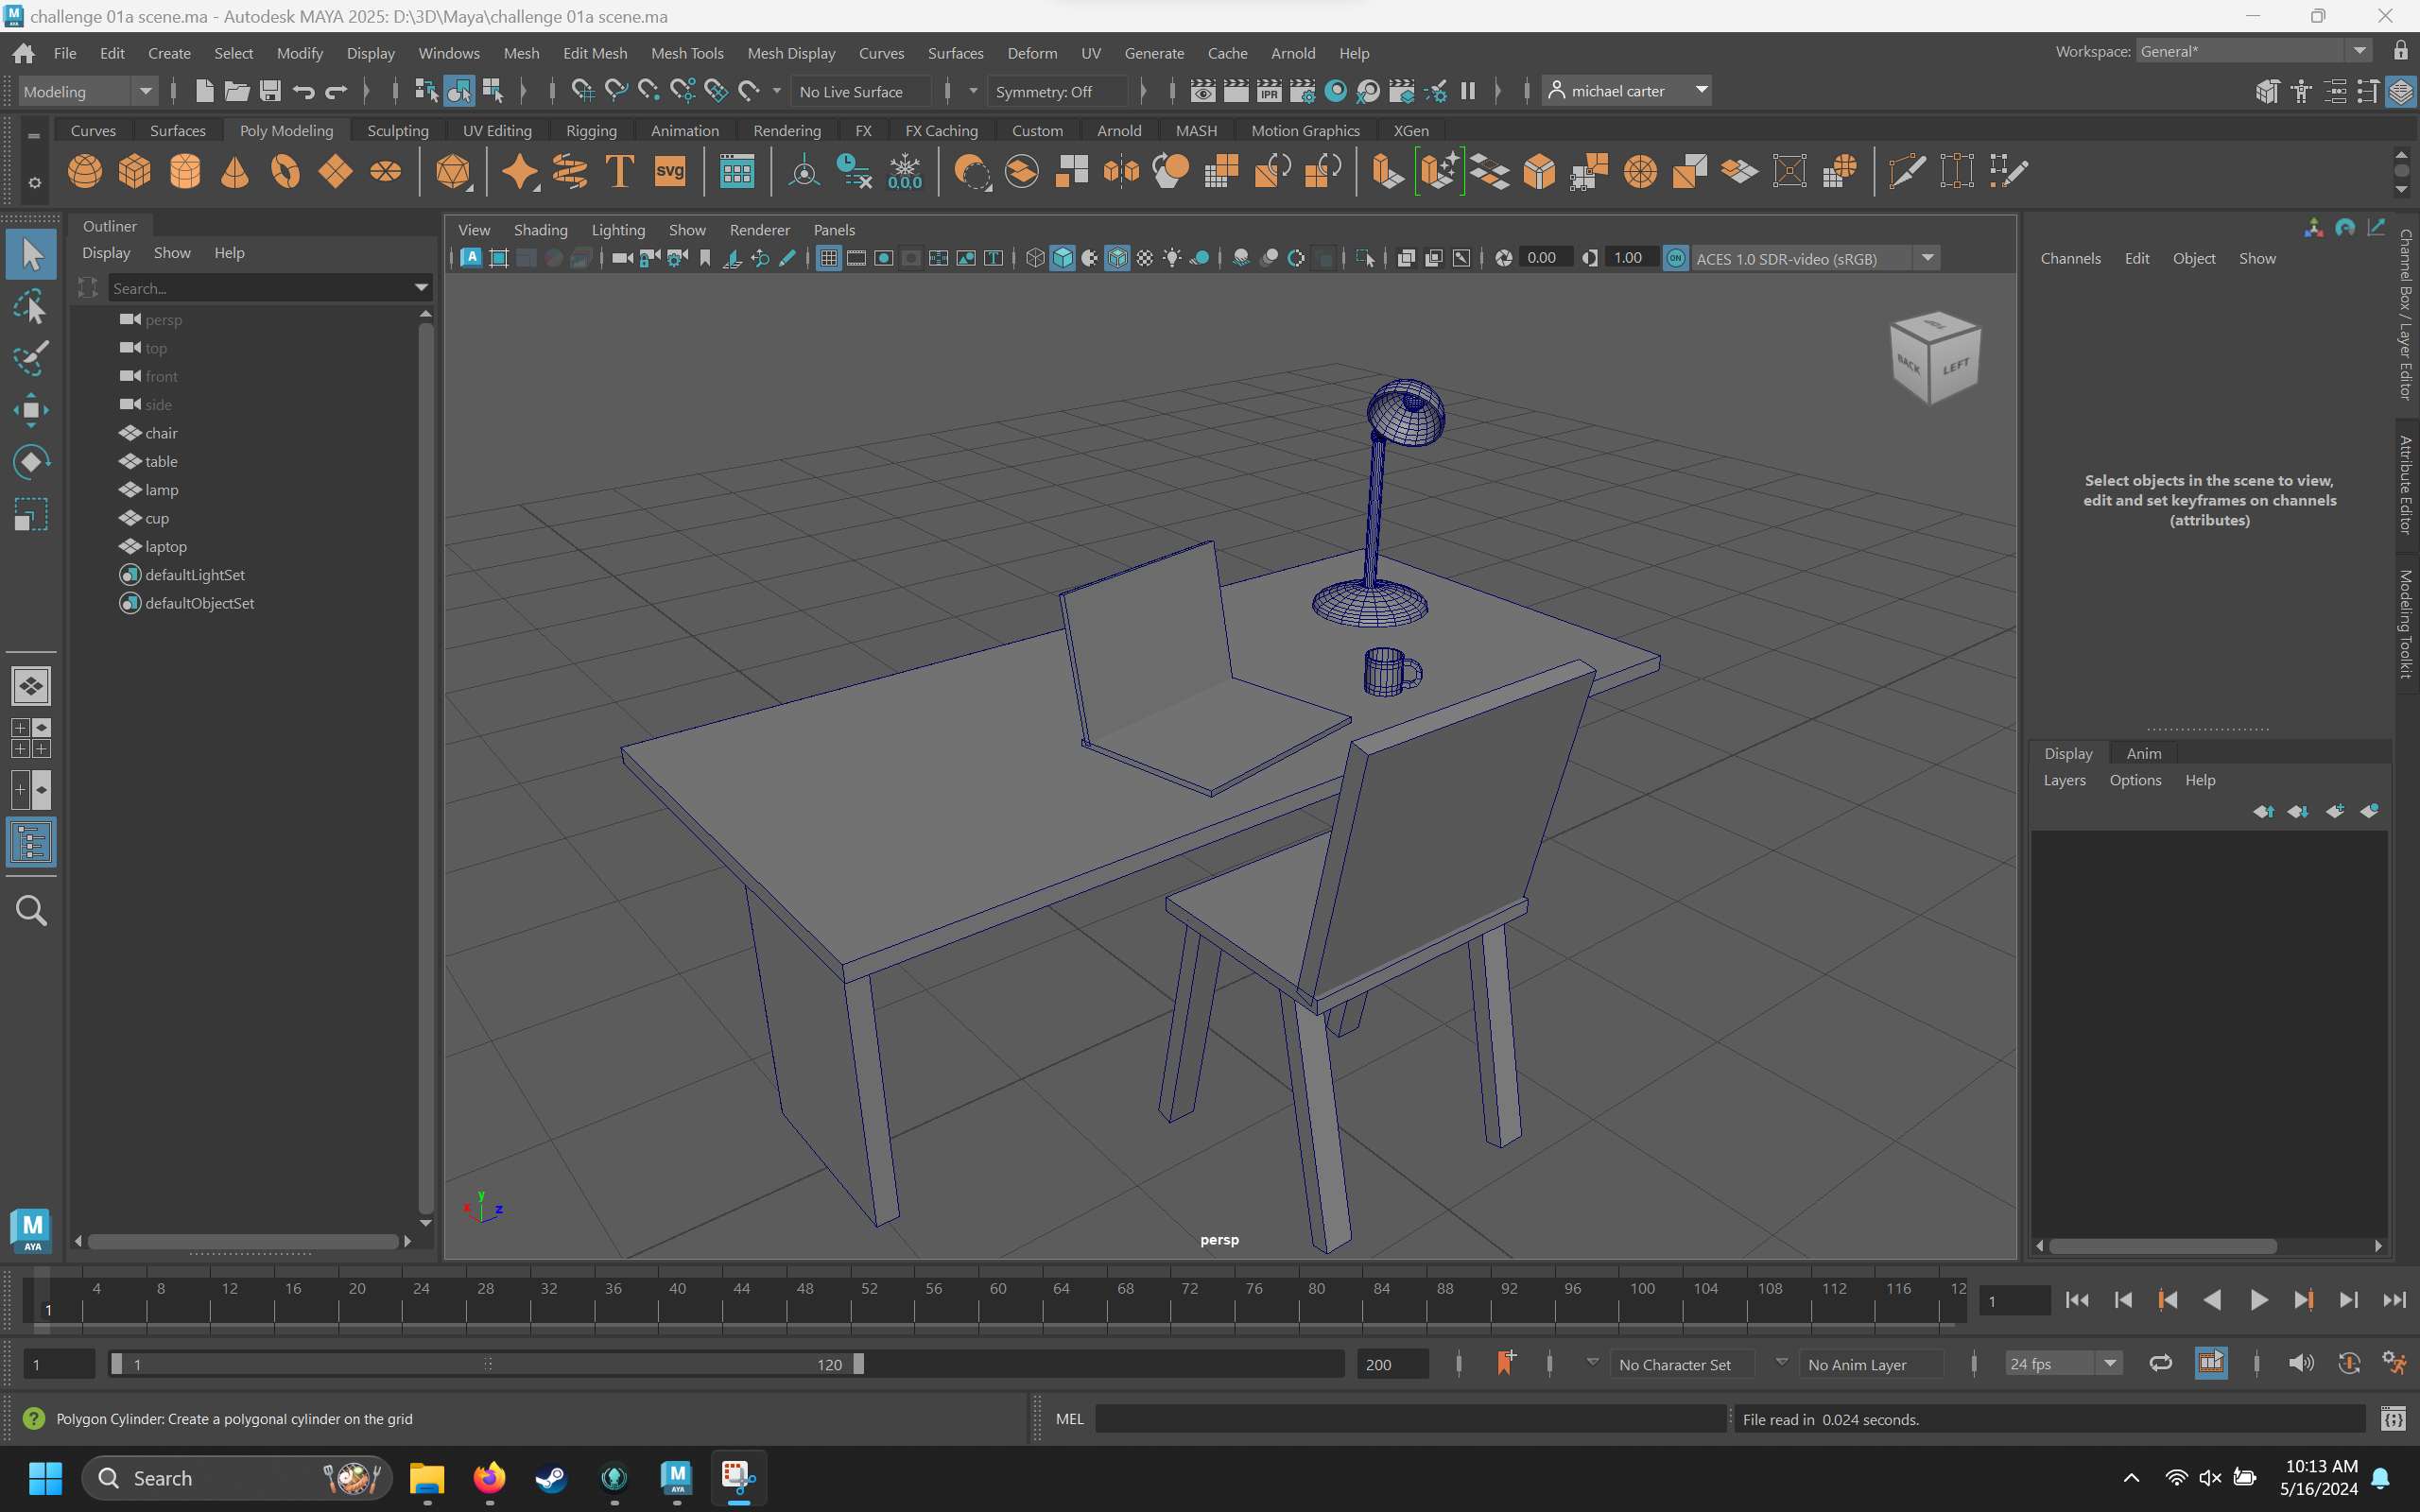 challenge 01a scene.ma - Autodesk MAYA 2025: D:\3D\Maya\challenge 01a scene.ma
File Edit Create Select Modify Display Windows Mesh Edit Mesh Mesh Tools Mesh Display Curves Surfaces Deform UV Generate Cache Arnold Help
Workspace: General*
Modeling
No Live Surface
Symmetry: Off
IPR
michael carter
Curves Surfaces Poly Modeling Sculpting UV Editing Rigging Animation Rendering FX FX Caching Custom Arnold MASH Motion Graphics XGen
T
svg
0,0,0
Outliner
Display Show Help
Search...
persp
top
front
side
chair
table
lamp
cup
laptop
defaultLightSet
defaultObjectSet
View Shading Lighting Show Renderer Panels
0.00
1.00
ON
ACES 1.0 SDR-video (sRGB)
TOP
BACK
LEFT
y
x
z
persp
Channels Edit Object Show
Select objects in the scene to view,
edit and set keyframes on channels
(attributes)
Channel Box / Layer Editor
Attribute Editor
Modeling Toolkit
Display Anim
Layers Options Help
M
AYA
4 8 12 16 20 24 28 32 36 40 44 48 52 56 60 64 68 72 76 80 84 88 92 96 100 104 108 112 116 12
1
1
1
1
120
200
No Character Set
No Anim Layer
24 fps
Polygon Cylinder: Create a polygonal cylinder on the grid
MEL
File read in 0.024 seconds.
Search
M
AYA
10:13 AM
5/16/2024